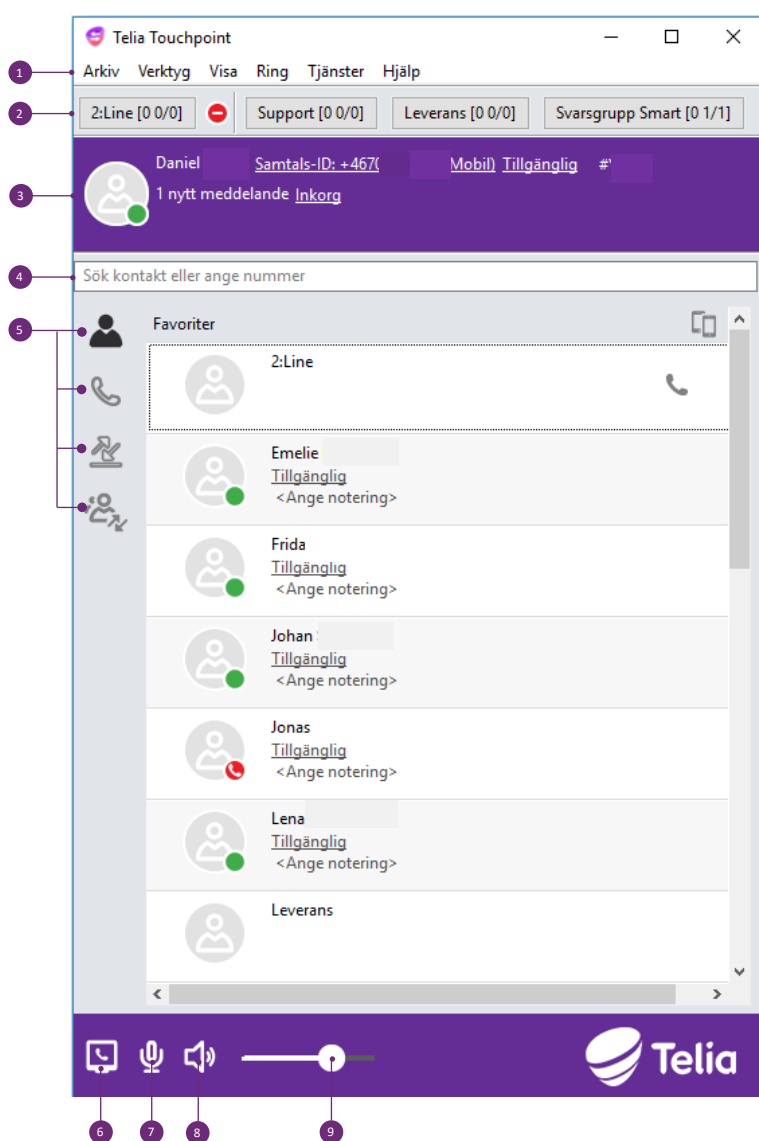 Telia Touchpoint
1 Arkiv Verktyg Visa Ring Tjänster Hjälp
2 2:Line [0 0/0] Support [0 0/0] Leverans [0 0/0] Svarsgrupp Smart [0 1/1]
Daniel Samtals-ID: +467 Mobil) Tillgänglig #
3 1 nytt meddelande Inkorg
4 Sök kontakt eller ange nummer
5 Favoriter
2:Line
Emelie
Tillgänglig
<Ange notering>
Frida
Tillgänglig
<Ange notering>
Johan
Tillgänglig
<Ange notering>
Jonas
Tillgänglig
<Ange notering>
Lena
Tillgänglig
<Ange notering>
Leverans
Telia
6 7 8 9